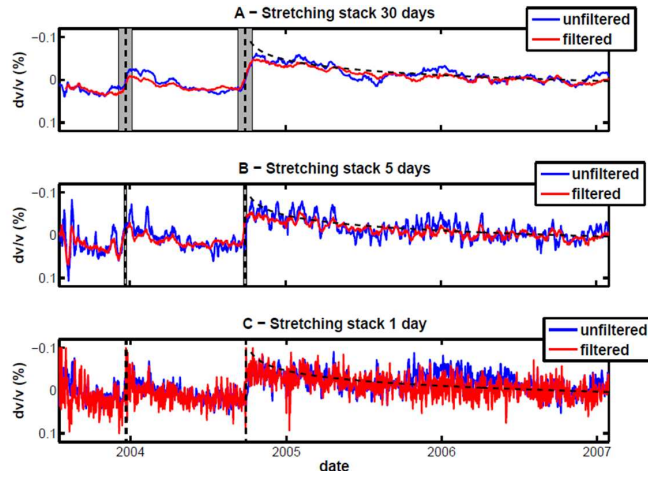 A − Stretching stack 30 days
unfiltered
filtered
dv/v (%)
−0.1
0
0.1
B − Stretching stack 5 days
unfiltered
filtered
dv/v (%)
−0.1
0
0.1
C − Stretching stack 1 day
unfiltered
filtered
dv/v (%)
−0.1
0
0.1
2004
2005
2006
2007
date